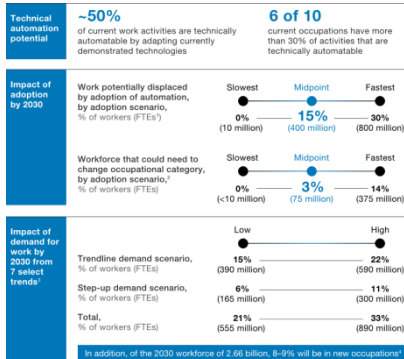 Technical
automation
potential
~50%
of current work activities are technically
automatable by adapting currently
demonstrated technologies
6 of 10
current occupations have more
than 30% of activities that are
technically automatable
Impact of
adoption
by 2030
Work potentially displaced
by adoption of automation,
by adoption scenario,
% of workers (FTEs¹)
Slowest Midpoint Fastest
0% 15% 30%
(10 million) (400 million) (800 million)
Workforce that could need to
change occupational category,
by adoption scenario,²
% of workers (FTEs)
Slowest Midpoint Fastest
0% 3% 14%
(<10 million) (75 million) (375 million)
Impact of
demand for
work by
2030 from
7 select
trends³
Low High
Trendline demand scenario,
% of workers (FTEs)
15% 22%
(390 million) (590 million)
Step-up demand scenario,
% of workers (FTEs)
6% 11%
(165 million) (300 million)
Total,
% of workers (FTEs)
21% 33%
(555 million) (890 million)
In addition, of the 2030 workforce of 2.66 billion, 8–9% will be in new occupations⁴